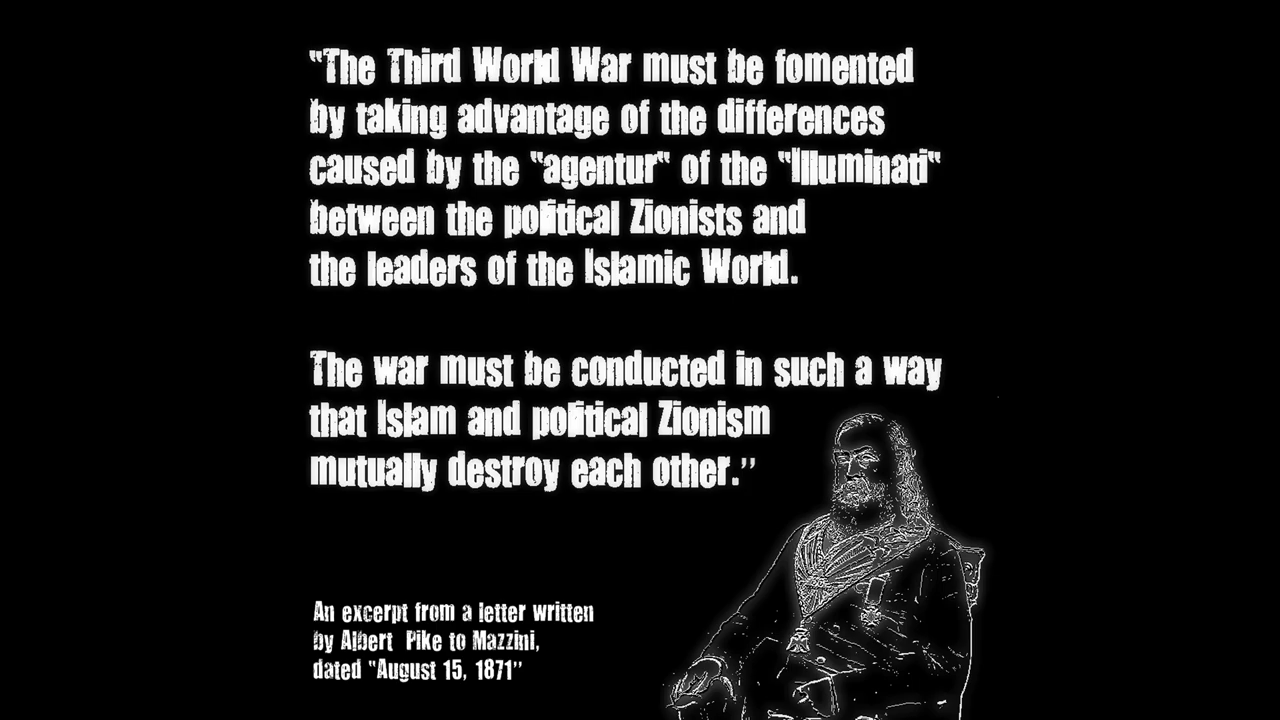 "The Third World War must be fomented
by taking advantage of the differences
caused by the "agentur" of the "Illuminati"
between the political Zionists and
the leaders of the Islamic World.
The war must be conducted in such a way
that Islam and political Zionism
mutually destroy each other.”
An excerpt from a letter written
by Albert Pike to Mazzini,
dated "August 15, 1871”